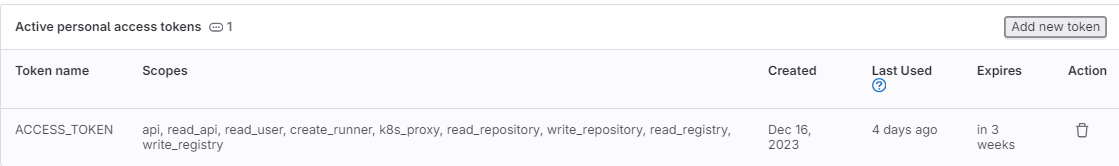 Active personal access tokens 1
Add new token
Token name Scopes Created Last Used Expires Action
ACCESS_TOKEN api, read_api, read_user, create_runner, k8s_proxy, read_repository, write_repository, read_registry, Dec 16, 4 days ago in 3
write_registry 2023 weeks